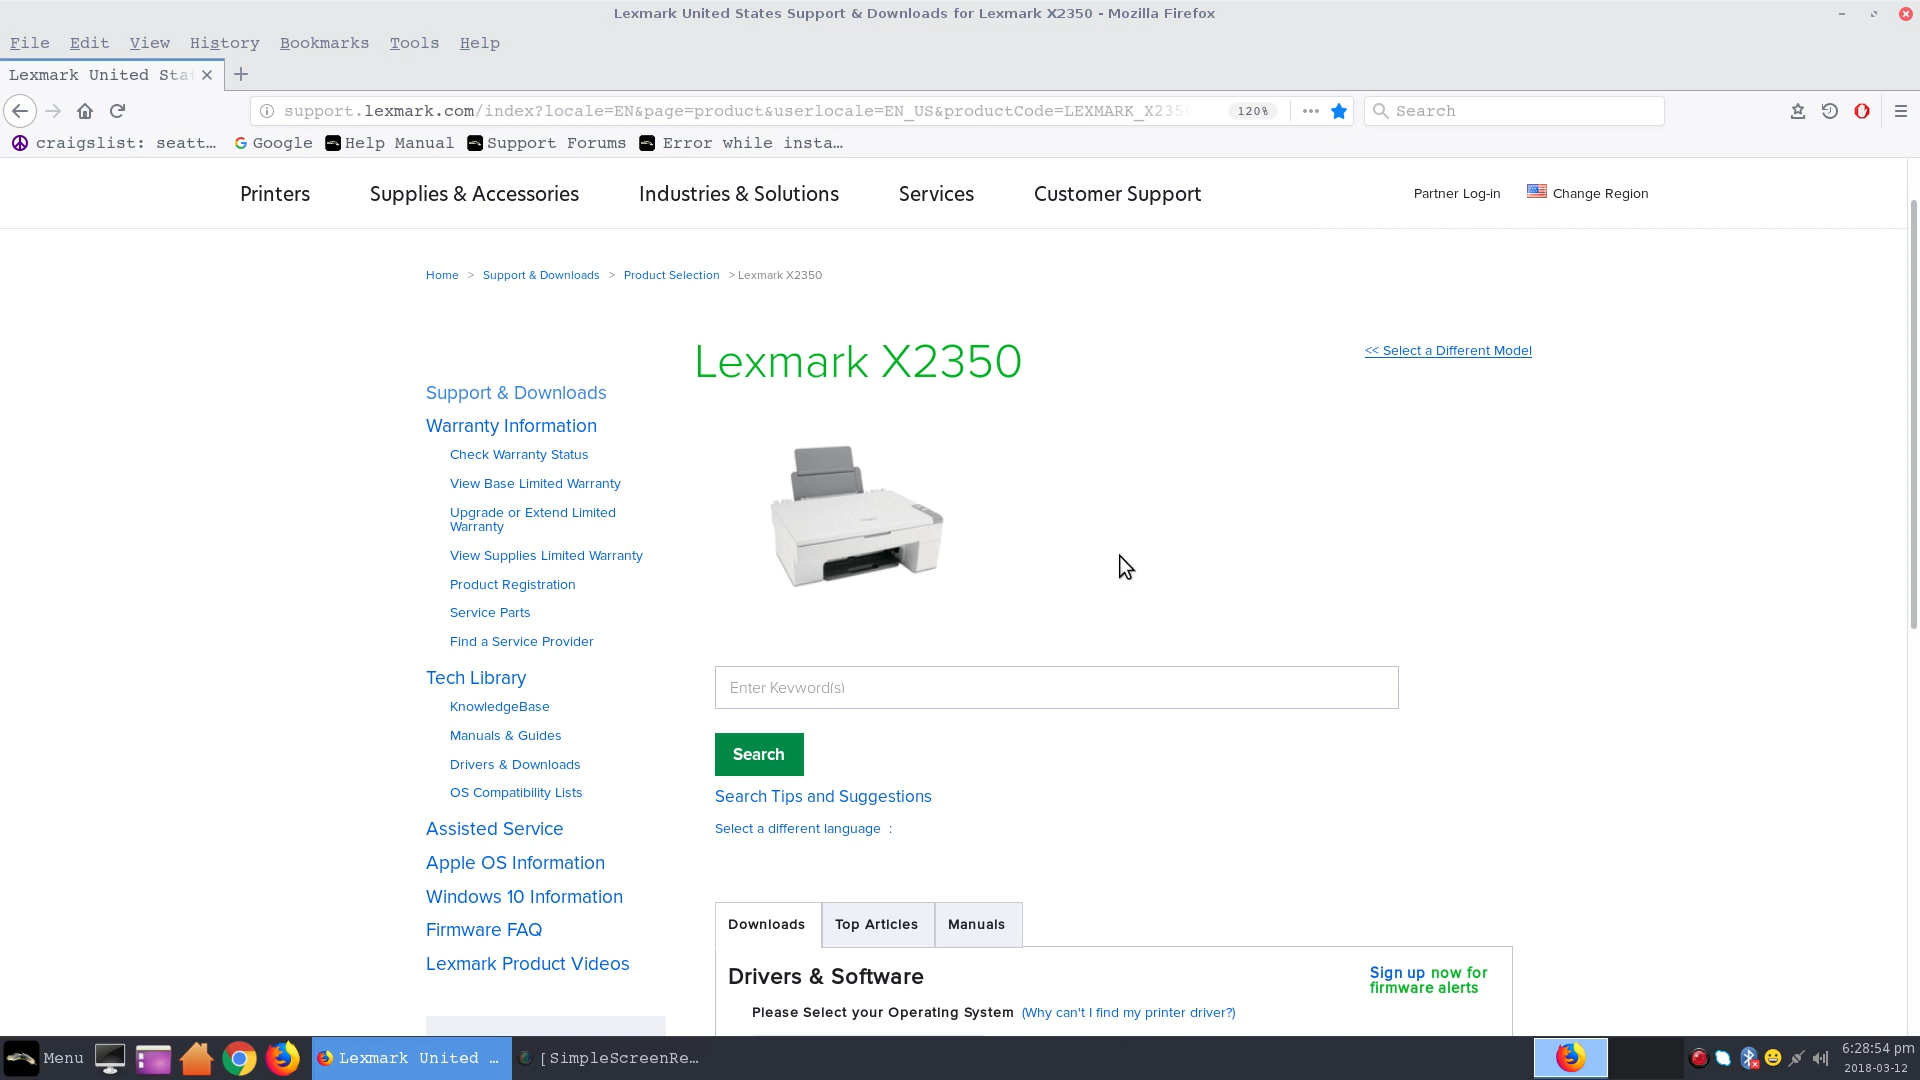 Lexmark United States Support & Downloads for Lexmark X2350 - Mozilla Firefox
File Edit View History Bookmarks Tools Help
Lexmark United Stat
support.lexmark.com/index?locale=EN&page=product&userlocale=EN_US&productCode=LEXMARK_X2350 120% Search
craigslist: seatt… Google Help Manual Support Forums Error while insta…
Printers Supplies & Accessories Industries & Solutions Services Customer Support Partner Log-in Change Region
Home > Support & Downloads > Product Selection > Lexmark X2350
Lexmark X2350
<< Select a Different Model
Support & Downloads
Warranty Information
Check Warranty Status
View Base Limited Warranty
Upgrade or Extend Limited
Warranty
View Supplies Limited Warranty
Product Registration
Service Parts
Find a Service Provider
Tech Library
KnowledgeBase
Manuals & Guides
Drivers & Downloads
OS Compatibility Lists
Assisted Service
Apple OS Information
Windows 10 Information
Firmware FAQ
Lexmark Product Videos
Enter Keyword(s)
Search
Search Tips and Suggestions
Select a different language :
Downloads Top Articles Manuals
Drivers & Software
Sign up now for
firmware alerts
Please Select your Operating System (Why can't I find my printer driver?)
Menu Lexmark United … [SimpleScreenRe…
6:28:54 pm
2018-03-12